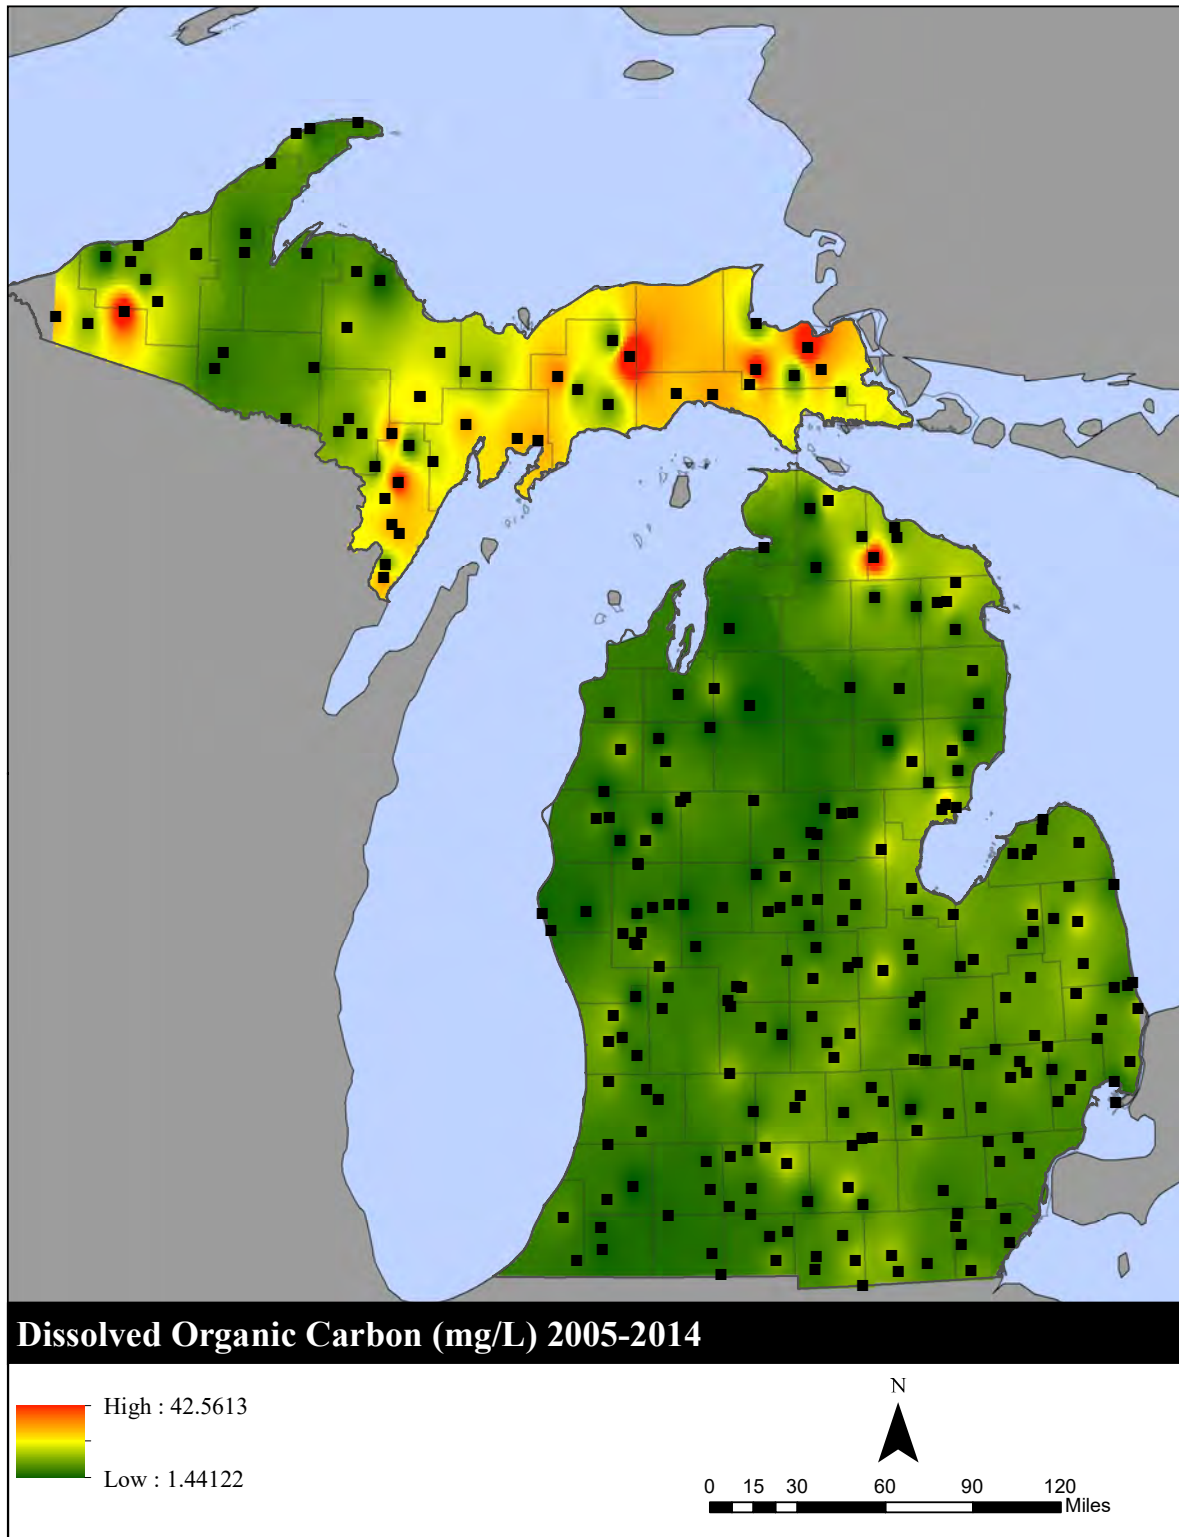 Dissolved Organic Carbon (mg/L) 2005-2014
High : 42.5613
Low : 1.44122
N
0 15 30 60 90 120
Miles